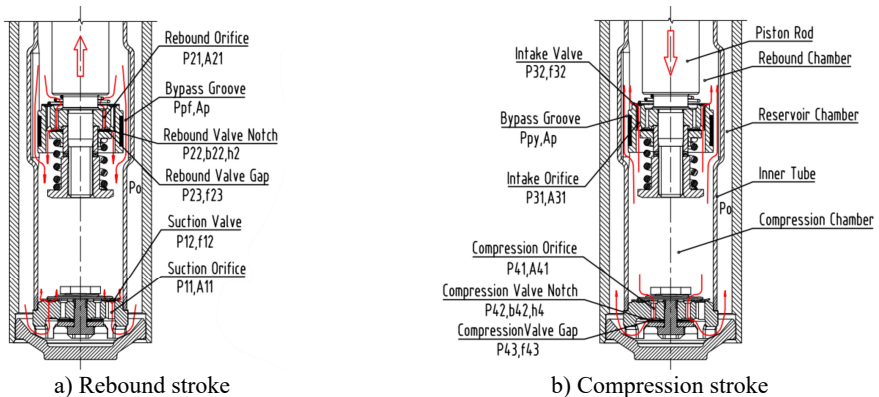 Rebound Orifice
P21,A21
Bypass Groove
Ppf,Ap
Rebound Valve Notch
P22,b22,h2
Rebound Valve Gap
P23,f23
Po
Suction Valve
P12,f12
Suction Orifice
P11,A11
a) Rebound stroke
Intake Valve
P32,f32
Bypass Groove
Ppy,Ap
Intake Orifice
P31,A31
Compression Orifice
P41,A41
Compression Valve Notch
P42,b42,h4
CompressionValve Gap
P43,f43
Piston Rod
Rebound Chamber
Reservoir Chamber
Inner Tube
Po
Compression Chamber
b) Compression stroke